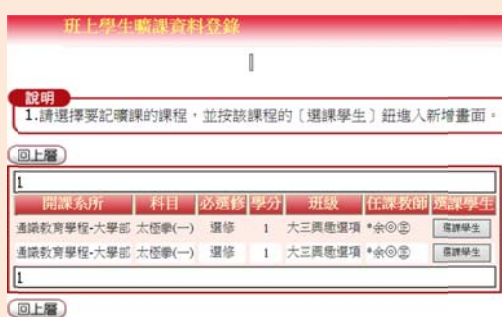 班上學生曠課資料登錄
說明
1.請選擇要記曠課的課程，並按該課程的〔選課學生〕鈕進入新增畫面。
回上層
1
開課系所 科目 必選修 學分 班級 任課教師 選課學生
通識教育學程-大學部 太極拳(一) 選修 1 大三興趣選項 *余◎ 選課學生
通識教育學程-大學部 太極拳(一) 選修 1 大三興趣選項 *余◎ 選課學生
1
回上層